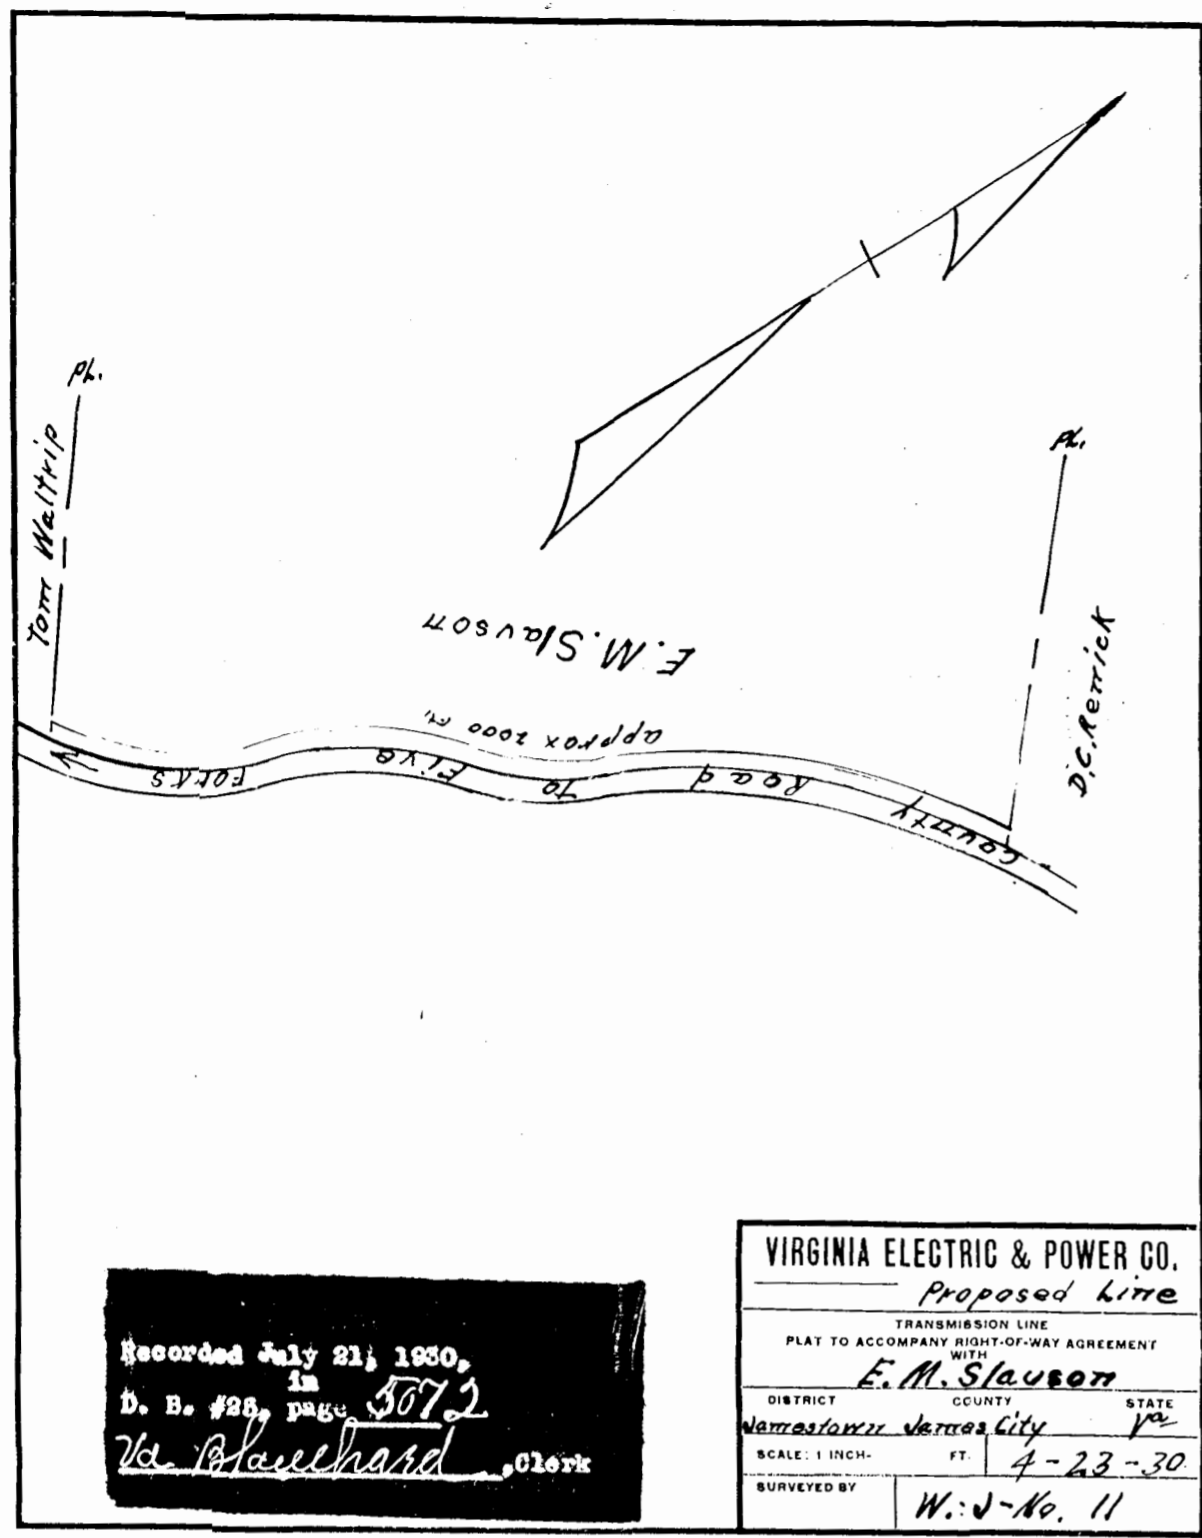 PL.
Tom Waltrip
PL.
D.C. Renick
E.M. Slavson
approx 2000 ft.
County Road To Five Forks
Recorded July 21, 1930,
in
D. B. #25, page 5072
Va Blanchard, Clerk
VIRGINIA ELECTRIC & POWER CO.
Proposed Line
TRANSMISSION LINE
PLAT TO ACCOMPANY RIGHT-OF-WAY AGREEMENT
WITH
E. M. Slauson
DISTRICT COUNTY STATE
Jamestown James City Va
SCALE: 1 INCH- FT. 4-23-30
SURVEYED BY W.: J-No. 11